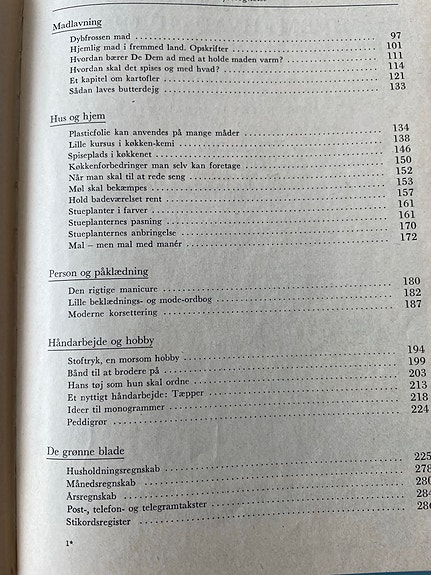 Madlavning
Dybfrossen mad ........ 97
Hjemlig mad i fremmed land. Opskrifter ........ 101
Hvordan bærer De Dem ad med at holde maden varm? ........ 111
Hvordan skal det spises og med hvad? ........ 114
Et kapitel om kartofler ........ 121
Sådan laves butterdejg ........ 133
Hus og hjem
Plasticfolie kan anvendes på mange måder ........ 134
Lille kursus i køkken-kemi ........ 138
Spiseplads i køkkenet ........ 146
Køkkenforbedringer man selv kan foretage ........ 150
Når man skal til at rede seng ........ 152
Møl skal bekæmpes ........ 153
Hold badeværelset rent ........ 157
Stueplanter i farver ........ 161
Stueplanternes pasning ........ 161
Stueplanternes anbringelse ........ 170
Mal – men mal med manér ........ 172
Person og påklædning
Den rigtige manicure ........ 180
Lille beklædnings- og mode-ordbog ........ 182
Moderne korsettering ........ 187
Håndarbejde og hobby
Stoftryk, en morsom hobby ........ 194
Bånd til at brodere på ........ 199
Hans tøj som hun skal ordne ........ 203
Et nyttigt håndarbejde: Tæpper ........ 213
Ideer til monogrammer ........ 218
Peddigrør ........ 224
De grønne blade
Husholdningsregnskab ........ 225
Månedsregnskab ........ 278
Årsregnskab ........ 280
Post-, telefon- og telegramtakster ........ 284
Stikordsregister ........ 286
1*